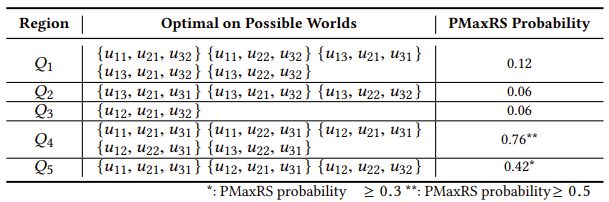 Region Optimal on Possible Worlds PMaxRS Probability
Q1 {u11, u21, u32} {u11, u22, u32} {u13, u21, u31} 0.12
{u13, u21, u32} {u13, u22, u32}
Q2 {u13, u21, u31} {u13, u21, u32} {u13, u22, u32} 0.06
Q3 {u12, u21, u32} 0.06
Q4 {u11, u21, u31} {u11, u22, u31} {u12, u21, u31} 0.76**
{u12, u22, u31} {u13, u22, u31}
Q5 {u11, u21, u31} {u12, u21, u31} {u12, u22, u32} 0.42*
*: PMaxRS probability ≥ 0.3 **: PMaxRS probability ≥ 0.5